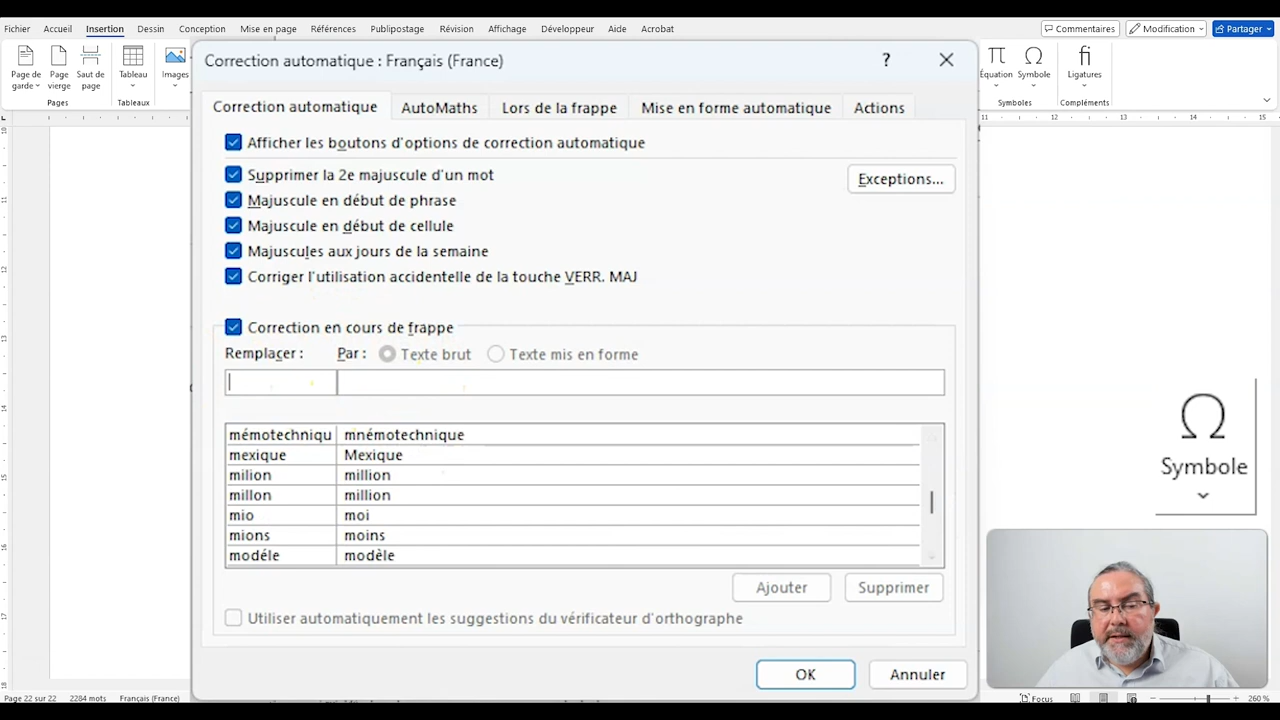 Fichier Accueil Insertion Dessin Conception Mise en page Référence Publipostage Révision Affichage Développeur Aide Acrobat Commentaires Modification Partager
Page de garde
Page vierge
Saut de page
Tableau
Images
Équation
Symbole
Ligatures
Pages Tableaux Symboles Compléments
Correction automatique : Français (France) ?
Correction automatique AutoMaths Lors de la frappe Mise en forme automatique Actions
Afficher les boutons d'options de correction automatique
Supprimer la 2e majuscule d'un mot
Exceptions...
Majuscule en début de phrase
Majuscule en début de cellule
Majuscules aux jours de la semaine
Corriger l'utilisation accidentelle de la touche VERR. MAJ
Correction en cours de frappe
Remplacer : Par : Texte brut Texte mis en forme
mémotechniqu mnémotechnique
mexique Mexique
milion million
millon million
mio moi
mions moins
modéle modèle
Ajouter Supprimer
Utiliser automatiquement les suggestions du vérificateur d'orthographe
OK Annuler
Ω
Symbole
11 12 13 14 15
Page 22 sur 22 2284 mots Français (France) Focus 260 %